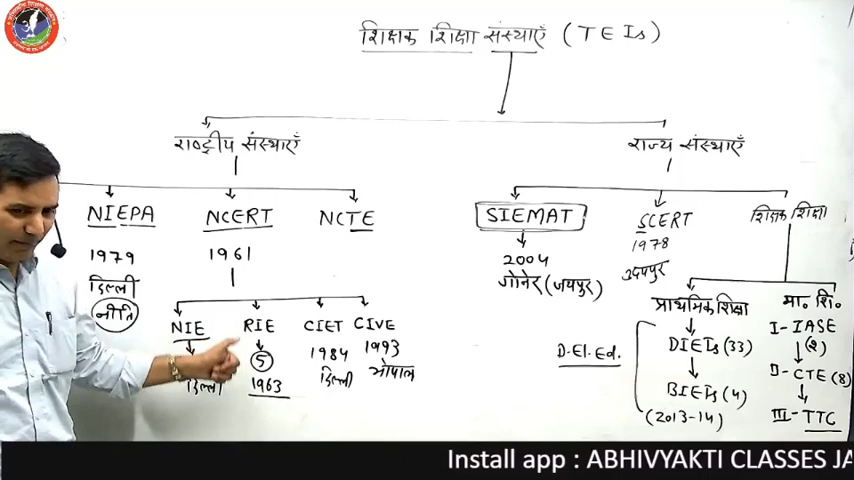 शिक्षक शिक्षा संस्थाएँ (TEIs)
राष्ट्रीय संस्थाएँ
राज्य संस्थाएँ
NIEPA
1979
दिल्ली
नीति
NCERT
1961
NCTE
NIE
दिल्ली
RIE
5
1963
CIET
1984
दिल्ली
CIVE
1993
भोपाल
SIEMAT
2004
गोनेर (जयपुर)
SCERT
1978
उदयपुर
शिक्षक शिक्षा
प्राथमिक शिक्षा
D.El.Ed.
DIETs (33)
BIETs (4)
(2013-14)
मा. शि.
I-IASE
(2)
II-CTE (8)
III-TTC
Install app : ABHIVYAKTI CLASSES JA